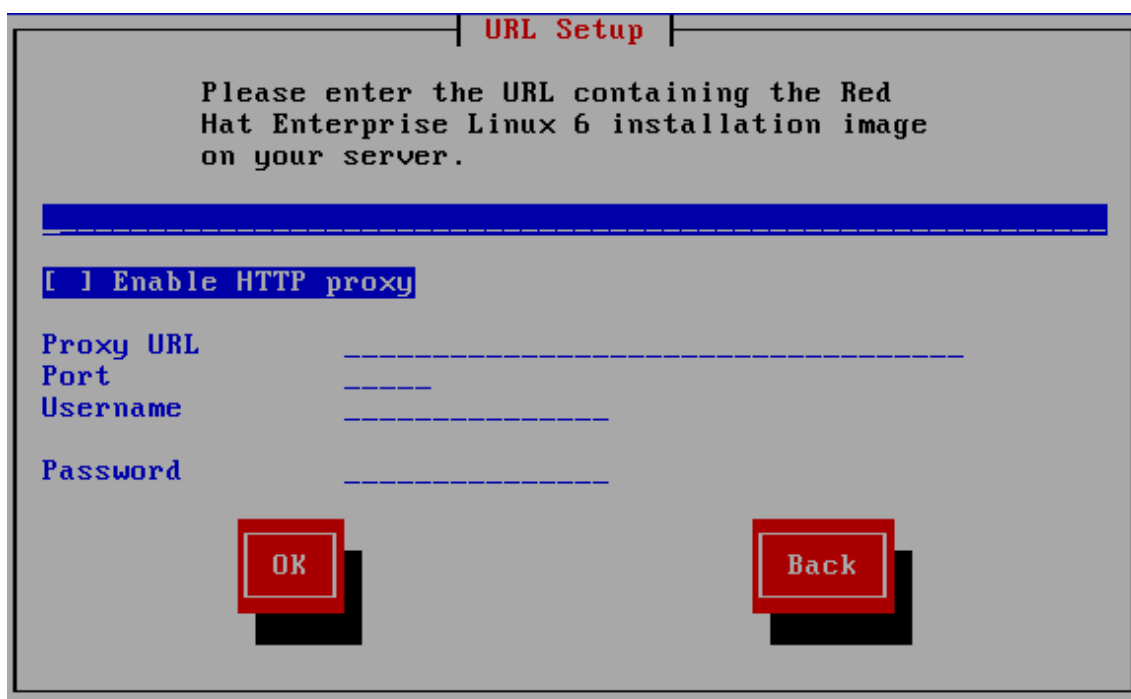 URL Setup
Please enter the URL containing the Red
Hat Enterprise Linux 6 installation image
on your server.
[ ] Enable HTTP proxy
Proxy URL
Port
Username
Password
OK
Back